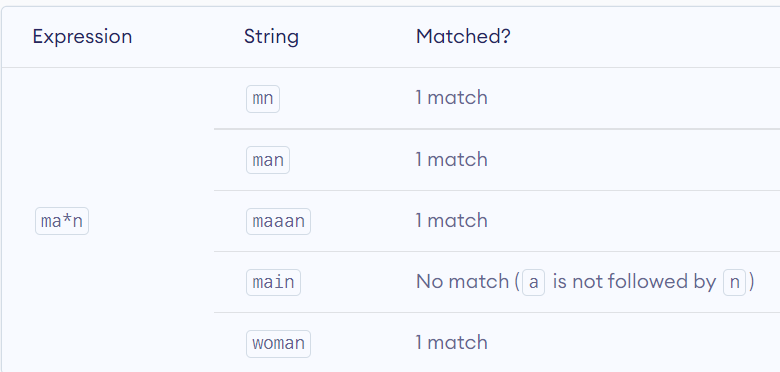 Expression String Matched?
mn 1 match
man 1 match
ma*n maaan 1 match
main No match ( a is not followed by n )
woman 1 match